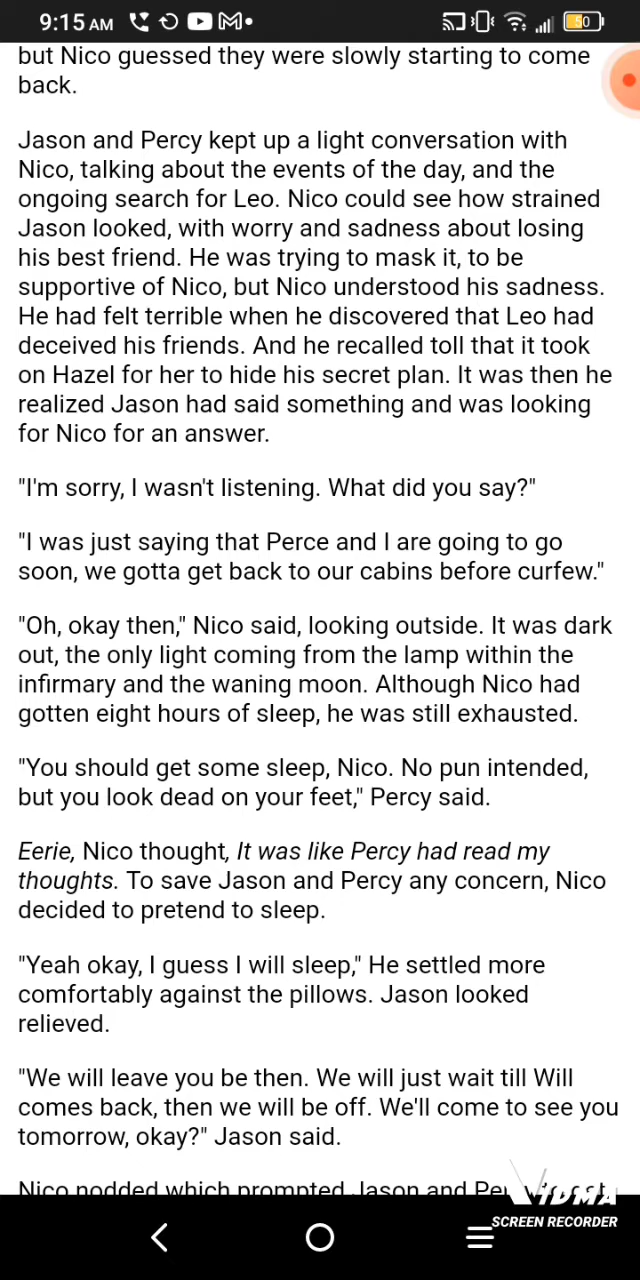 9:15 AM
50
but Nico guessed they were slowly starting to come
back.
Jason and Percy kept up a light conversation with
Nico, talking about the events of the day, and the
ongoing search for Leo. Nico could see how strained
Jason looked, with worry and sadness about losing
his best friend. He was trying to mask it, to be
supportive of Nico, but Nico understood his sadness.
He had felt terrible when he discovered that Leo had
deceived his friends. And he recalled toll that it took
on Hazel for her to hide his secret plan. It was then he
realized Jason had said something and was looking
for Nico for an answer.
"I'm sorry, I wasn't listening. What did you say?"
"I was just saying that Perce and I are going to go
soon, we gotta get back to our cabins before curfew."
"Oh, okay then," Nico said, looking outside. It was dark
out, the only light coming from the lamp within the
infirmary and the waning moon. Although Nico had
gotten eight hours of sleep, he was still exhausted.
"You should get some sleep, Nico. No pun intended,
but you look dead on your feet," Percy said.
Eerie, Nico thought, It was like Percy had read my
thoughts. To save Jason and Percy any concern, Nico
decided to pretend to sleep.
"Yeah okay, I guess I will sleep," He settled more
comfortably against the pillows. Jason looked
relieved.
"We will leave you be then. We will just wait till Will
comes back, then we will be off. We'll come to see you
tomorrow, okay?" Jason said.
Nico nodded which prompted Jason and
VIDMA
SCREEN RECORDER